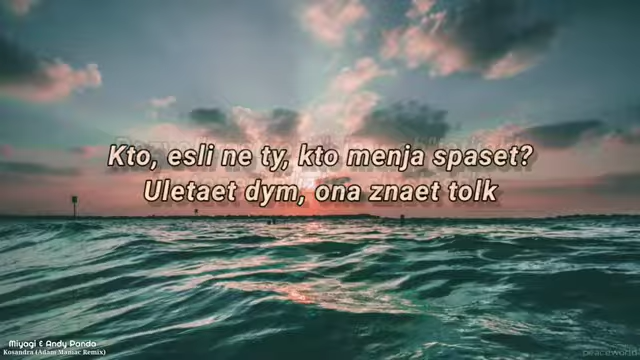 Kto, esli ne ty, kto menja spaset?
Uletaet dym, ona znaet tolk
Miyagi & Andy Panda
Kosandra (Adam Maniac Remix)
peaceworld